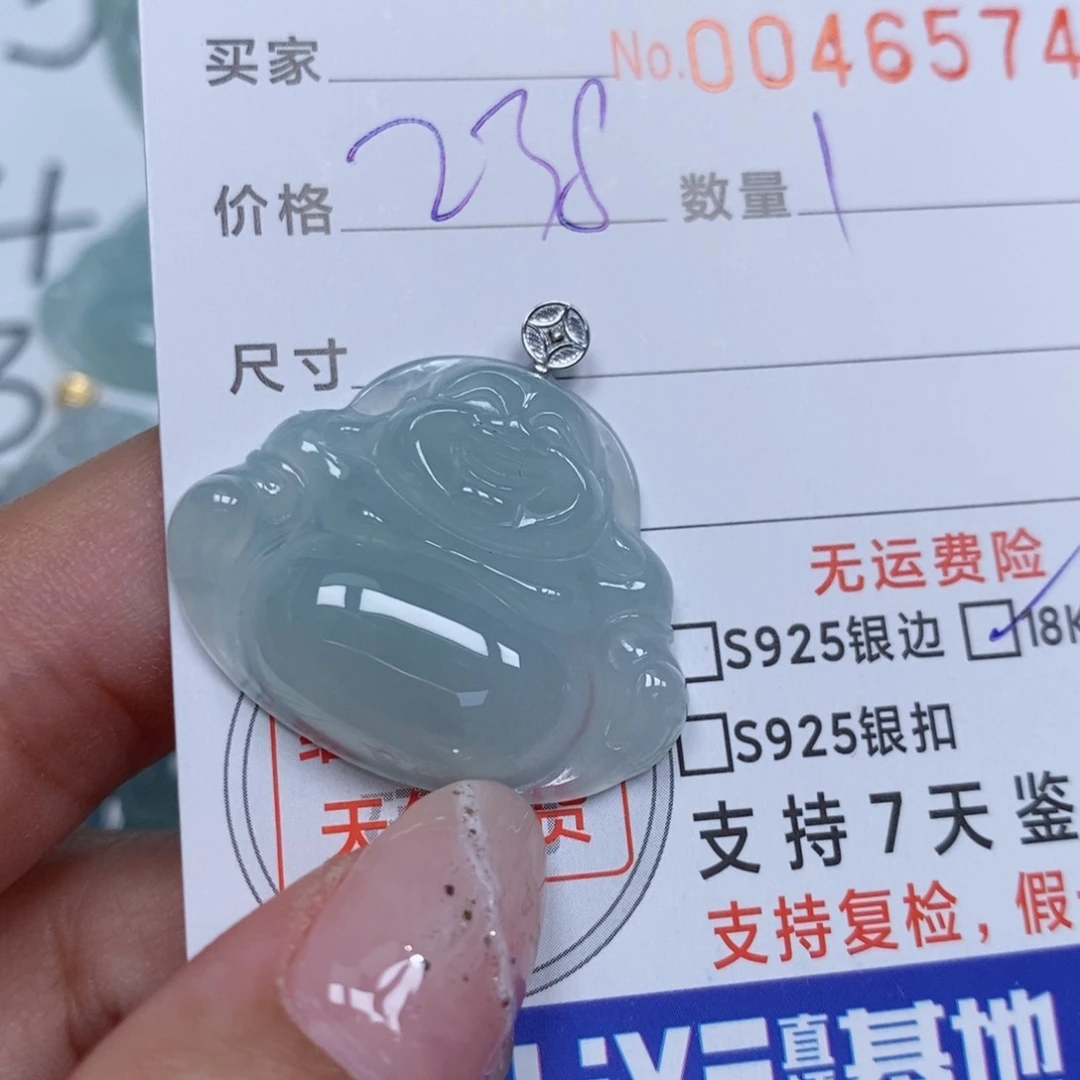 买家 No.0046574
价格 238 数量 1
尺寸
无运费险
S925银边 18K
S925银扣
天 货
支持7天鉴
支持复检,假
基地